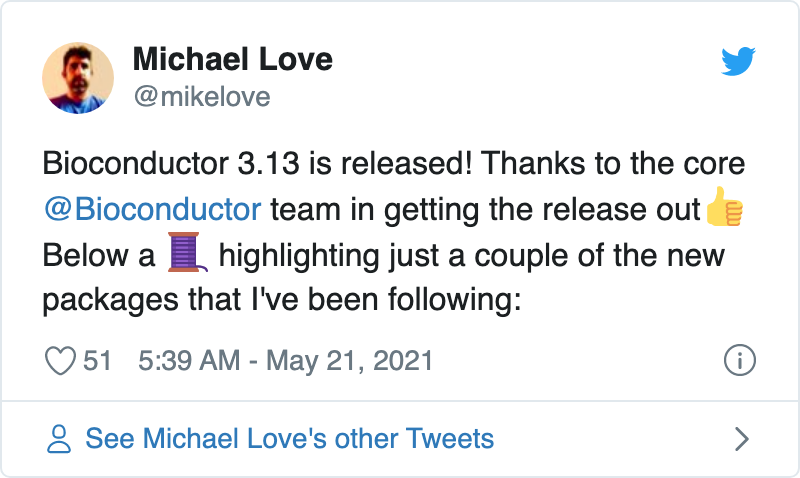 Michael Love
@mikelove
Bioconductor 3.13 is released! Thanks to the core
@Bioconductor team in getting the release out👍
Below a 🧵 highlighting just a couple of the new
packages that I've been following:
51 5:39 AM - May 21, 2021
See Michael Love's other Tweets